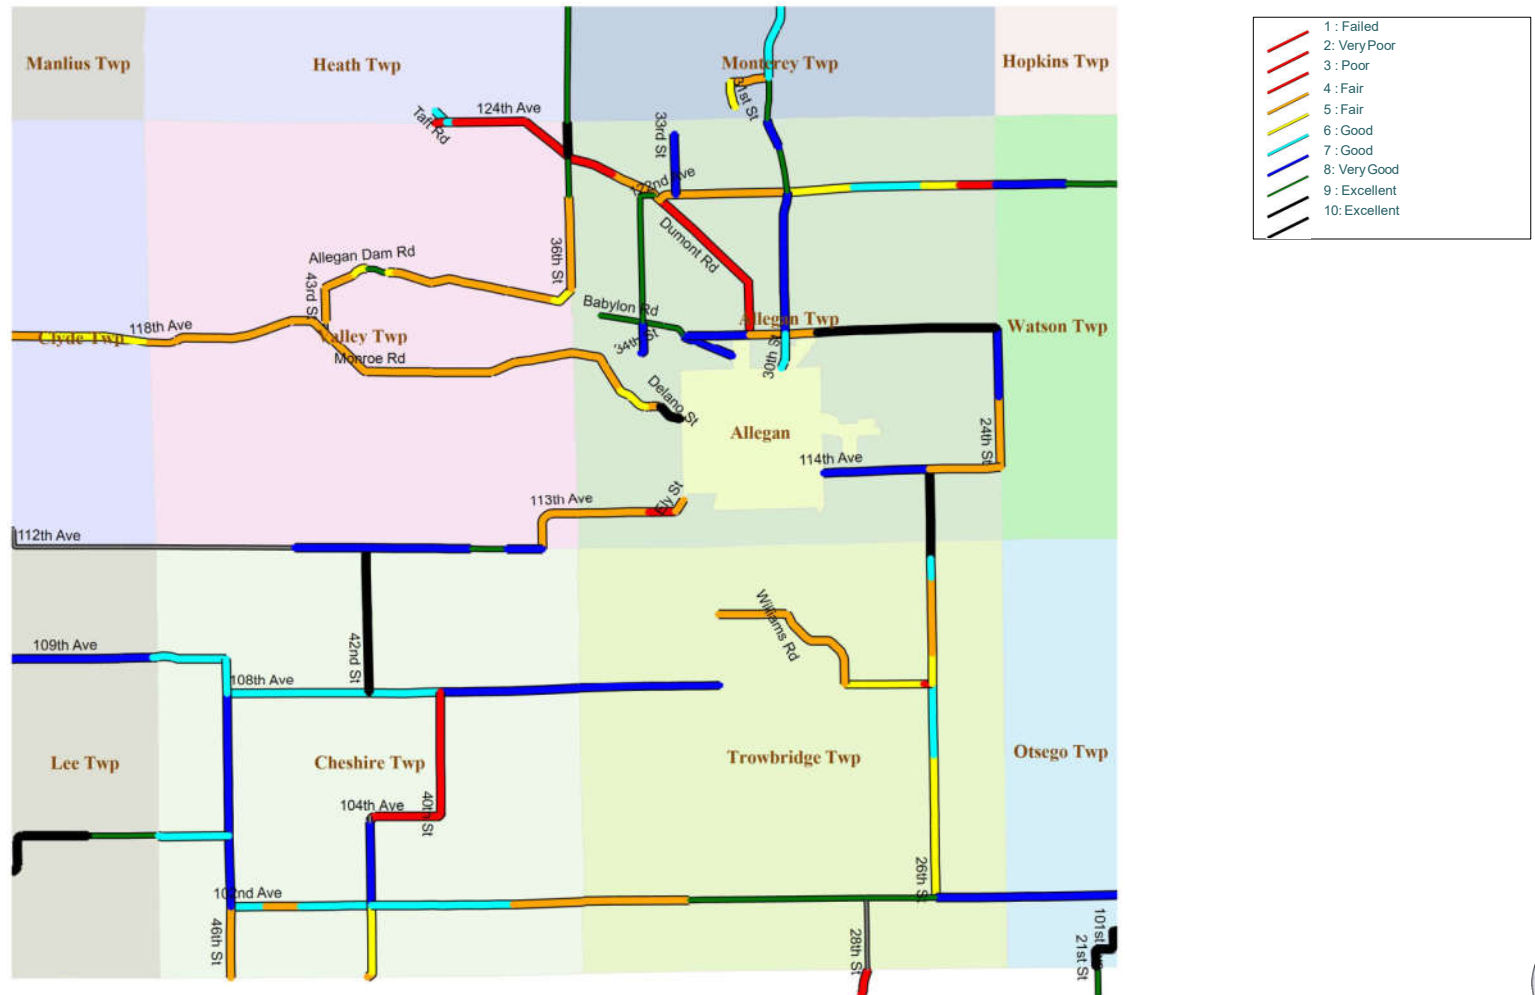 Manlius Twp
Heath Twp
Monterey Twp
Hopkins Twp
1 : Failed
2: Very Poor
3 : Poor
4 : Fair
5 : Fair
6 : Good
7 : Good
8: Very Good
9 : Excellent
10: Excellent
31st St
124th Ave
Taft Rd
33rd St
Dumont Rd
36th St
Allegan Dam Rd
43rd St
Babylon Rd
Allegan Twp
Watson Twp
118th Ave
Clyde Twp
Valley Twp
34th St
30th St
Monroe Rd
Delano St
Allegan
24th St
114th Ave
113th Ave
Ely St
112th Ave
Williams Rd
109th Ave
42nd St
108th Ave
Lee Twp
Cheshire Twp
Trowbridge Twp
Otsego Twp
104th Ave
40th St
102nd Ave
26th St
46th St
28th St
21st St